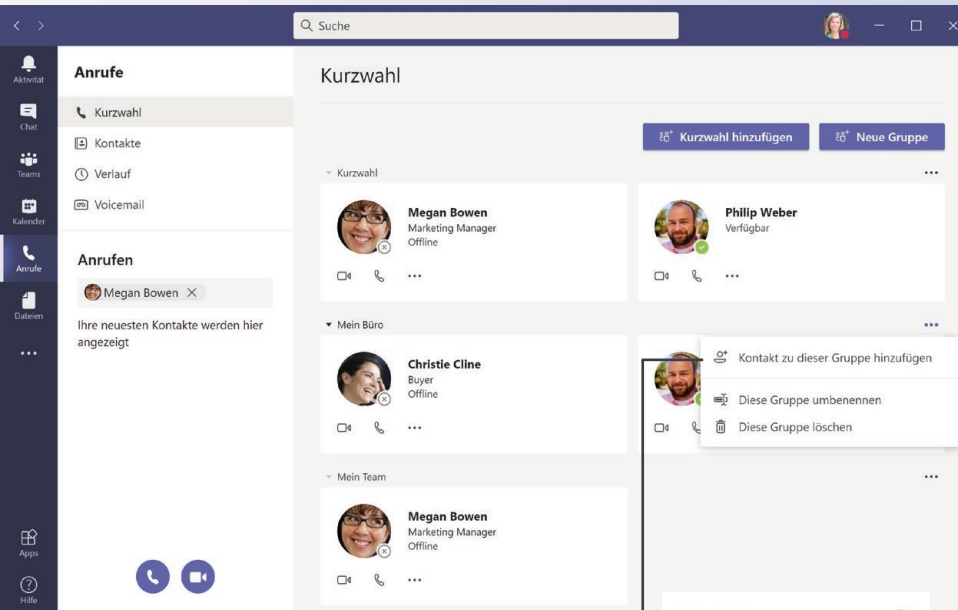 Suche
Aktivität
Chat
Teams
Kalender
Anrufe
Dateien
Apps
Hilfe
Anrufe
Kurzwahl
Kontakte
Verlauf
Voicemail
Anrufen
Megan Bowen
Ihre neuesten Kontakte werden hier
angezeigt
Kurzwahl
Kurzwahl hinzufügen
Neue Gruppe
Kurzwahl
Megan Bowen
Marketing Manager
Offline
Philip Weber
Verfügbar
Mein Büro
Christie Cline
Buyer
Offline
Kontakt zu dieser Gruppe hinzufügen
Diese Gruppe umbenennen
Diese Gruppe löschen
Mein Team
Megan Bowen
Marketing Manager
Offline